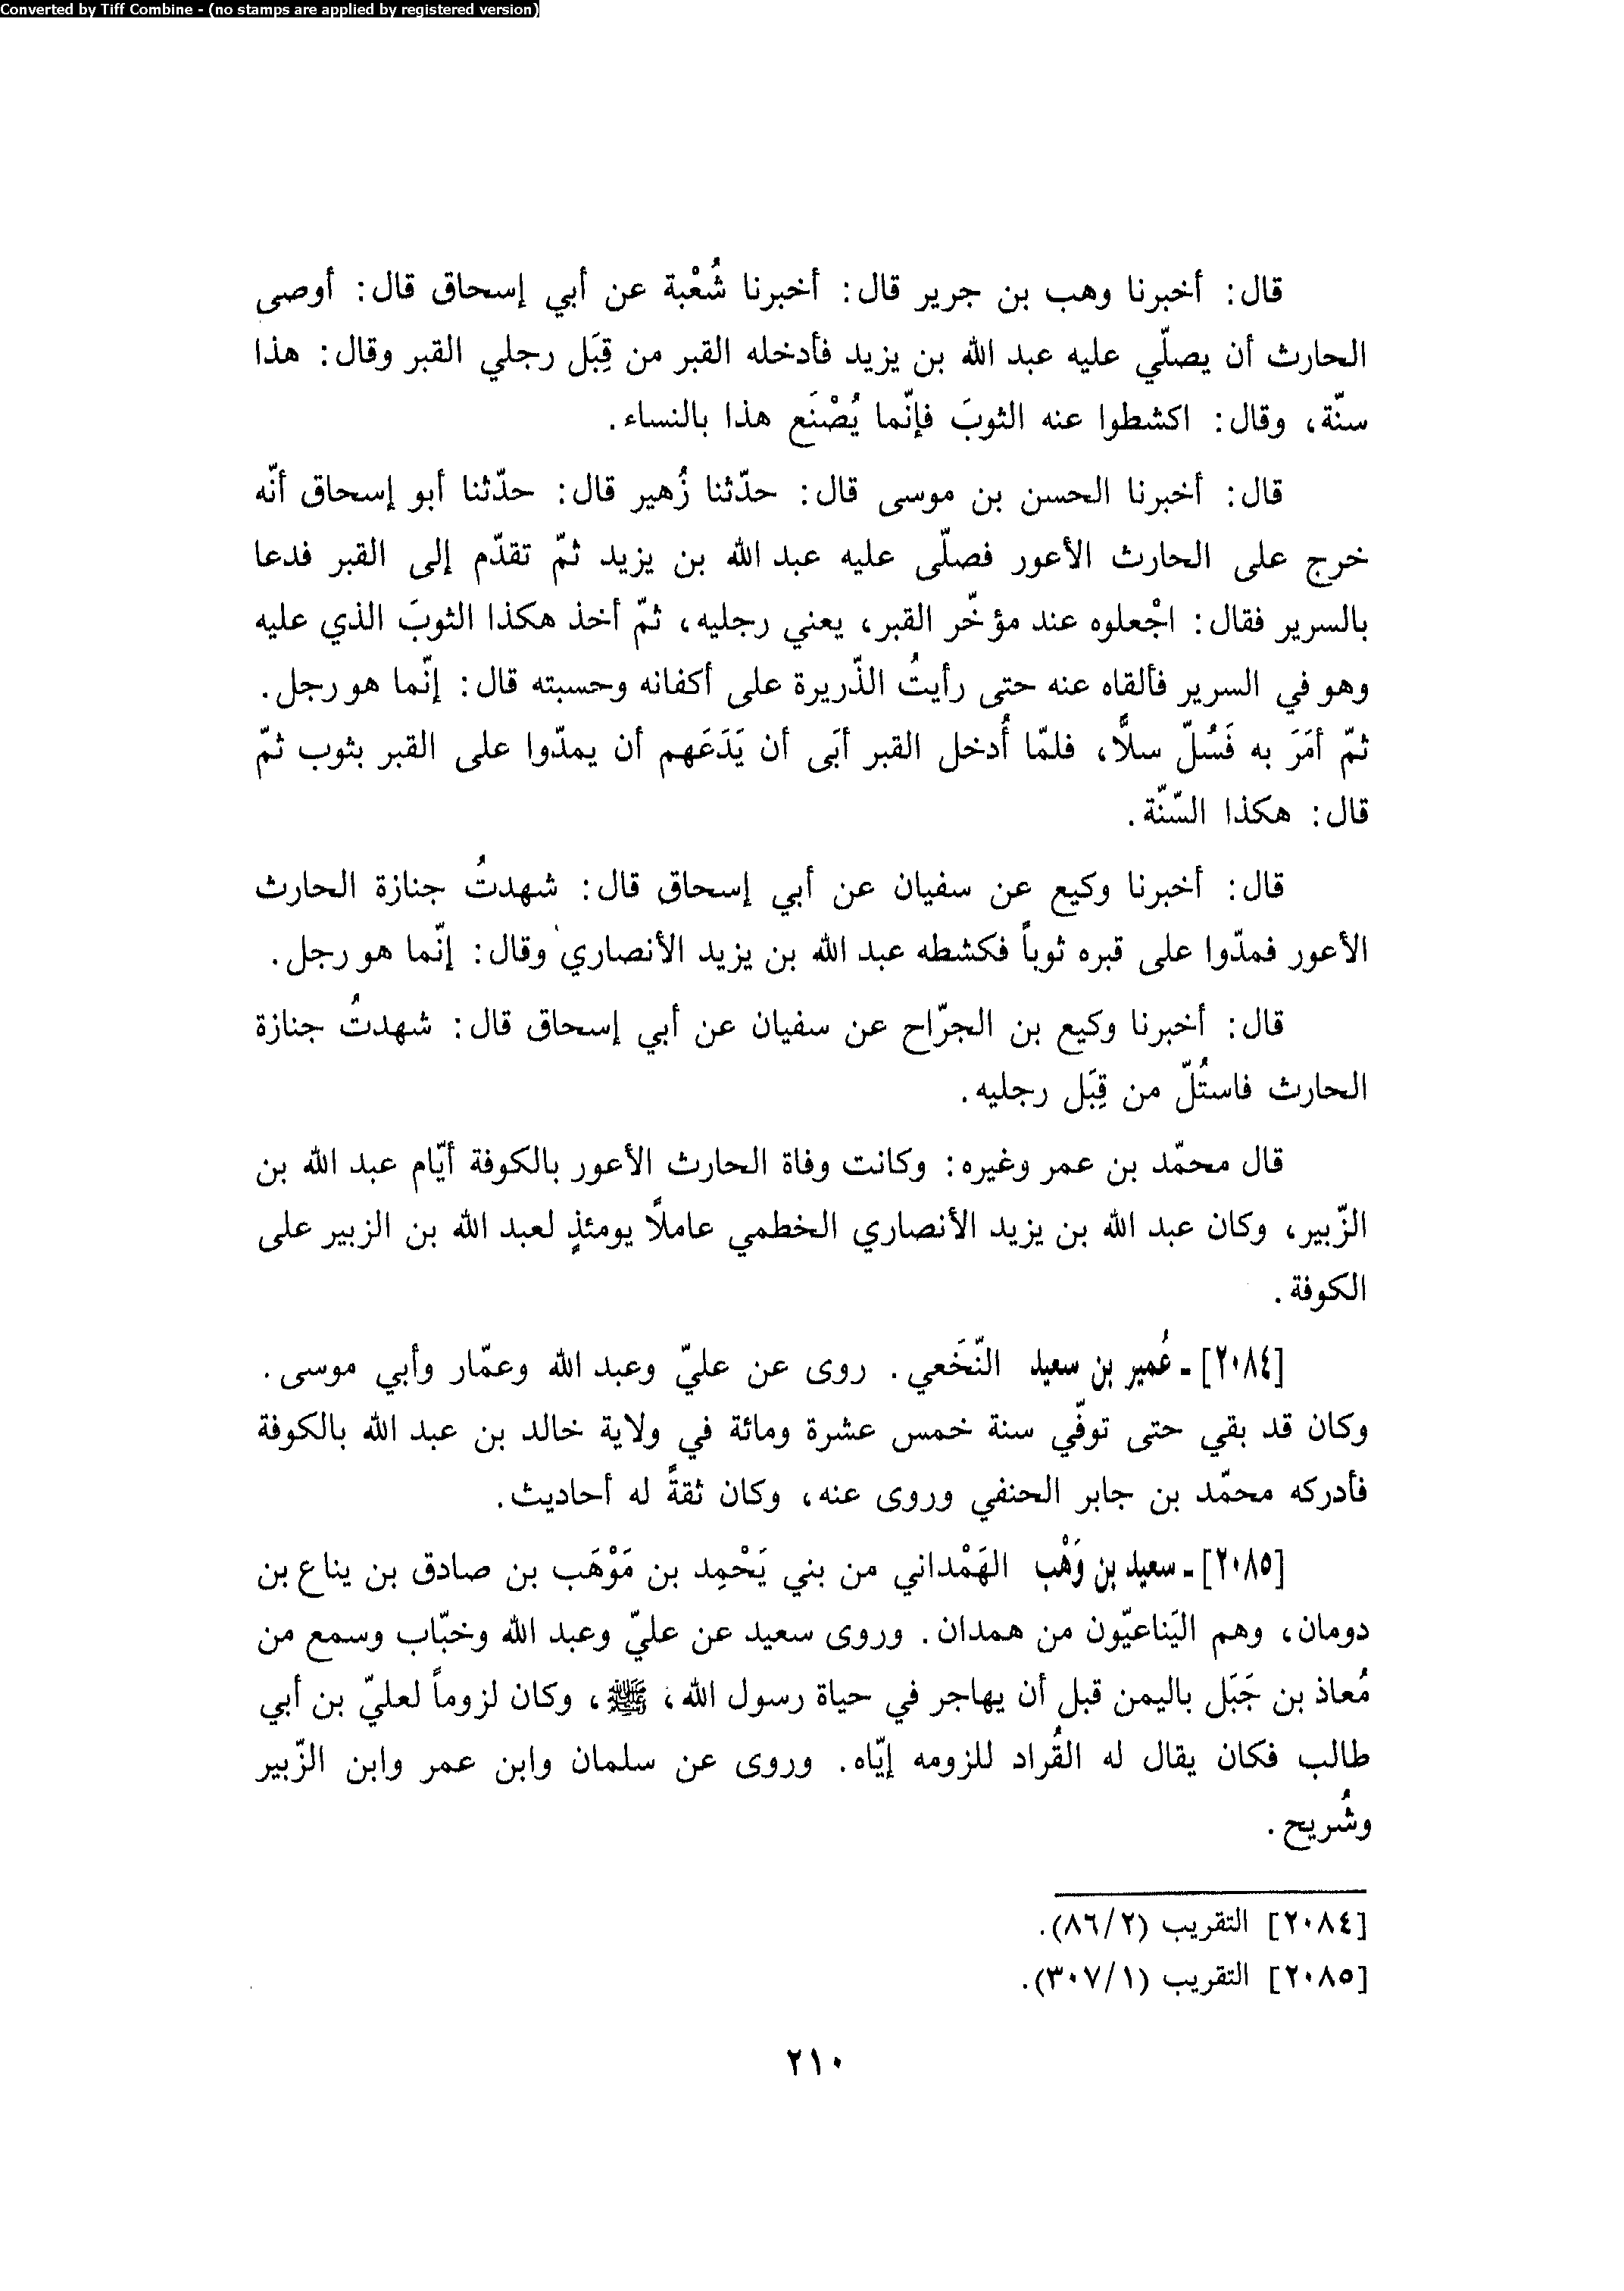 Converted by Tiff Combine - (no stamps are applied by registered version)
قال: أخبرنا وهب بن جرير قال: أخبرنا شُعْبة عن أبي إسحاق قال: أوصى
الحارث أن يصلّي عليه عبد الله بن يزيد فأدخله القبر من قِبَل رجلي القبر وقال: هذا
سنّة، وقال: اكشطوا عنه الثوبَ فإنّما يُصْنَع هذا بالنساء.
قال: أخبرنا الحسن بن موسى قال: حدّثنا زُهير قال: حدّثنا أبو إسحاق أنّه
خرج على الحارث الأعور فصلّى عليه عبد الله بن يزيد ثمّ تقدّم إلى القبر فدعا
بالسرير فقال: اجْعلوه عند مؤخّر القبر، يعني رجليه، ثمّ أخذ هكذا الثوبَ الذي عليه
وهو في السرير فألقاه عنه حتى رأيتُ الذّريرة على أكفانه وحسبته قال: إنّما هو رجل.
ثمّ أمَرَ به فَسُلّ سلاًّ، فلمّا أُدخل القبر أبَى أن يَدَعَهم أن يمدّوا على القبر بثوب ثمّ
قال: هكذا السّنّة.
قال: أخبرنا وكيع عن سفيان عن أبي إسحاق قال: شهدتُ جنازة الحارث
الأعور فمدّوا على قبره ثوباً فكشطه عبد الله بن يزيد الأنصاري وقال: إنّما هو رجل.
قال: أخبرنا وكيع بن الجرّاح عن سفيان عن أبي إسحاق قال: شهدتُ جنازة
الحارث فاستُلّ من قِبَل رجليه.
قال محمّد بن عمر وغيره: وكانت وفاة الحارث الأعور بالكوفة أيّام عبد الله بن
الزّبير، وكان عبد الله بن يزيد الأنصاري الخطمي عاملاً يومئذٍ لعبد الله بن الزبير على
الكوفة.
[٢٠٨٤] ـ عُمير بن سعيد النّخَعي. روى عن عليّ وعبد الله وعمّار وأبي موسى.
وكان قد بقي حتى توفّي سنة خمس عشرة ومائة في ولاية خالد بن عبد الله بالكوفة
فأدركه محمّد بن جابر الحنفي وروى عنه، وكان ثقةً له أحاديث.
[٢٠٨٥] ـ سعيد بن وَهْب الهَمْداني من بني يَحْمِد بن مَوْهَب بن صادق بن يناع بن
دومان، وهم اليَناعيّون من همدان. وروى سعيد عن عليّ وعبد الله وخبّاب وسمع من
مُعاذ بن جَبَل باليمن قبل أن يهاجر في حياة رسول الله، ﷺ، وكان لزوماً لعليّ بن أبي
طالب فكان يقال له القُراد للزومه إيّاه. وروى عن سلمان وابن عمر وابن الزّبير
وشُريح.
[٢٠٨٤] التقريب (٨٦/٢).
[٢٠٨٥] التقريب (٣٠٧/١).
٢١٠